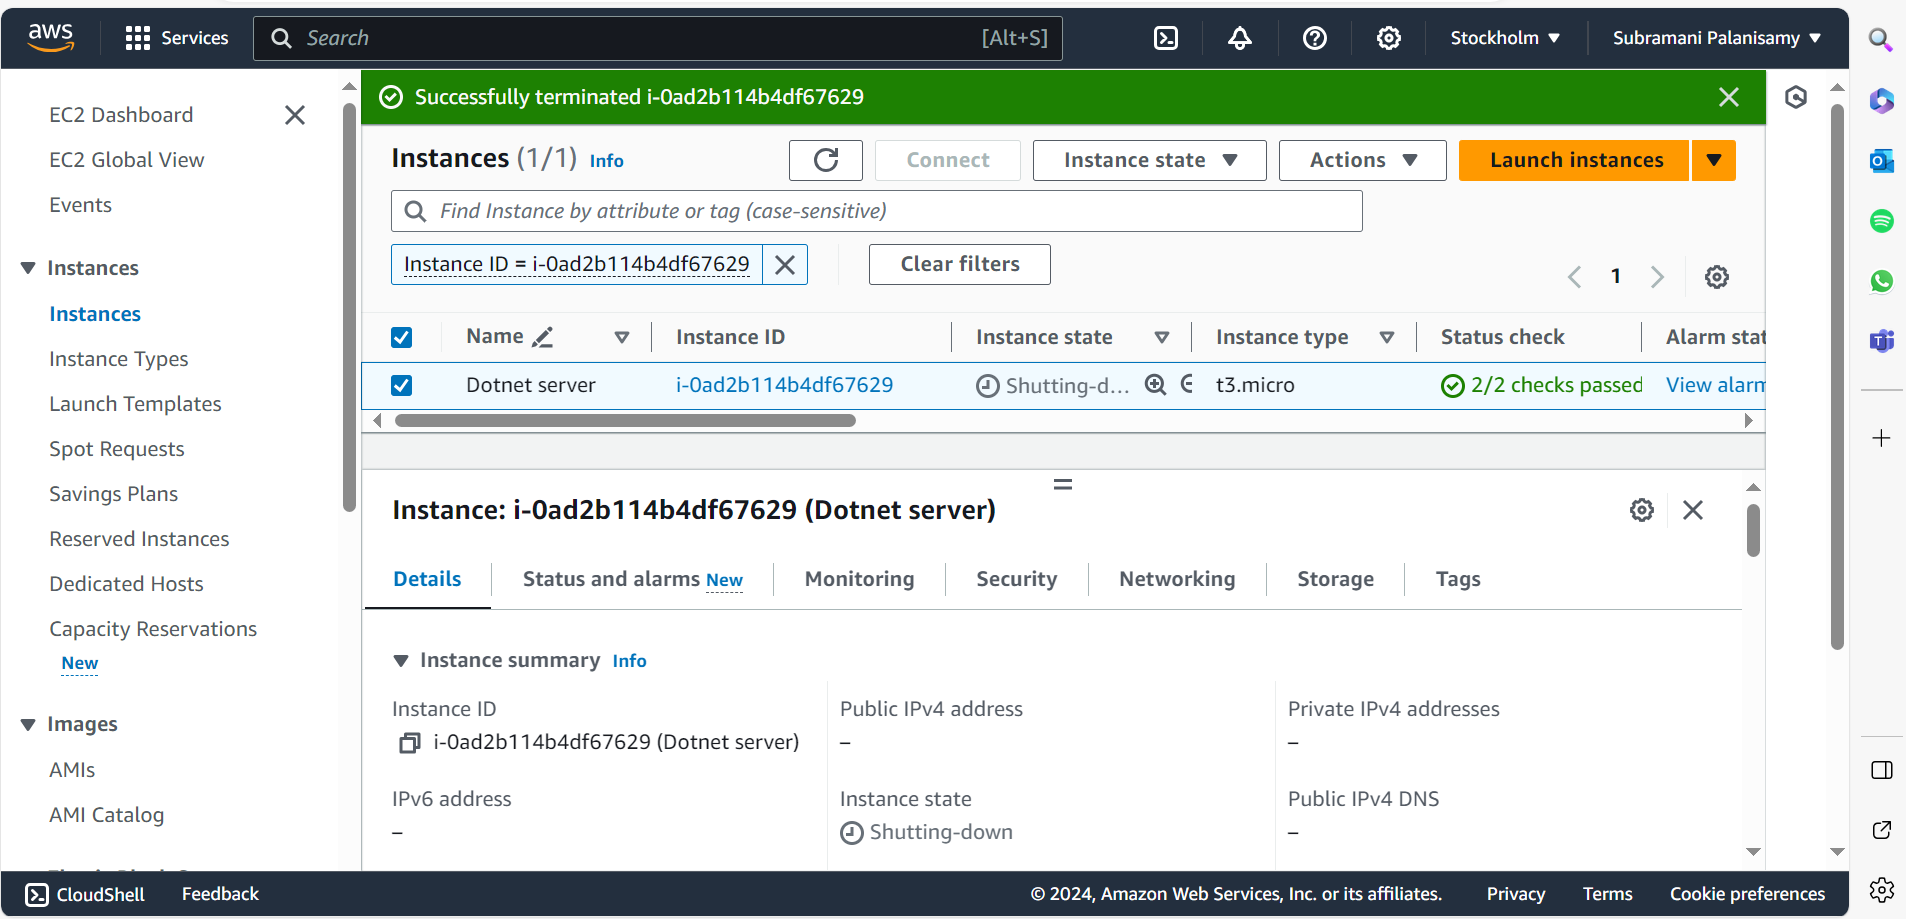 aws
Services
Search
[Alt+S]
Stockholm
Subramani Palanisamy
EC2 Dashboard
EC2 Global View
Events
Instances
Instances
Instance Types
Launch Templates
Spot Requests
Savings Plans
Reserved Instances
Dedicated Hosts
Capacity Reservations
New
Images
AMIs
AMI Catalog
Successfully terminated i-0ad2b114b4df67629
Instances (1/1) Info
Connect
Instance state
Actions
Launch instances
Find Instance by attribute or tag (case-sensitive)
Instance ID = i-0ad2b114b4df67629
Clear filters
1
Name
Instance ID
Instance state
Instance type
Status check
Alarm stat
Dotnet server
i-0ad2b114b4df67629
Shutting-d...
t3.micro
2/2 checks passed
View alarm
Instance: i-0ad2b114b4df67629 (Dotnet server)
Details
Status and alarms New
Monitoring
Security
Networking
Storage
Tags
Instance summary Info
Instance ID
i-0ad2b114b4df67629 (Dotnet server)
Public IPv4 address
–
Private IPv4 addresses
–
IPv6 address
–
Instance state
Shutting-down
Public IPv4 DNS
–
CloudShell
Feedback
© 2024, Amazon Web Services, Inc. or its affiliates.
Privacy
Terms
Cookie preferences